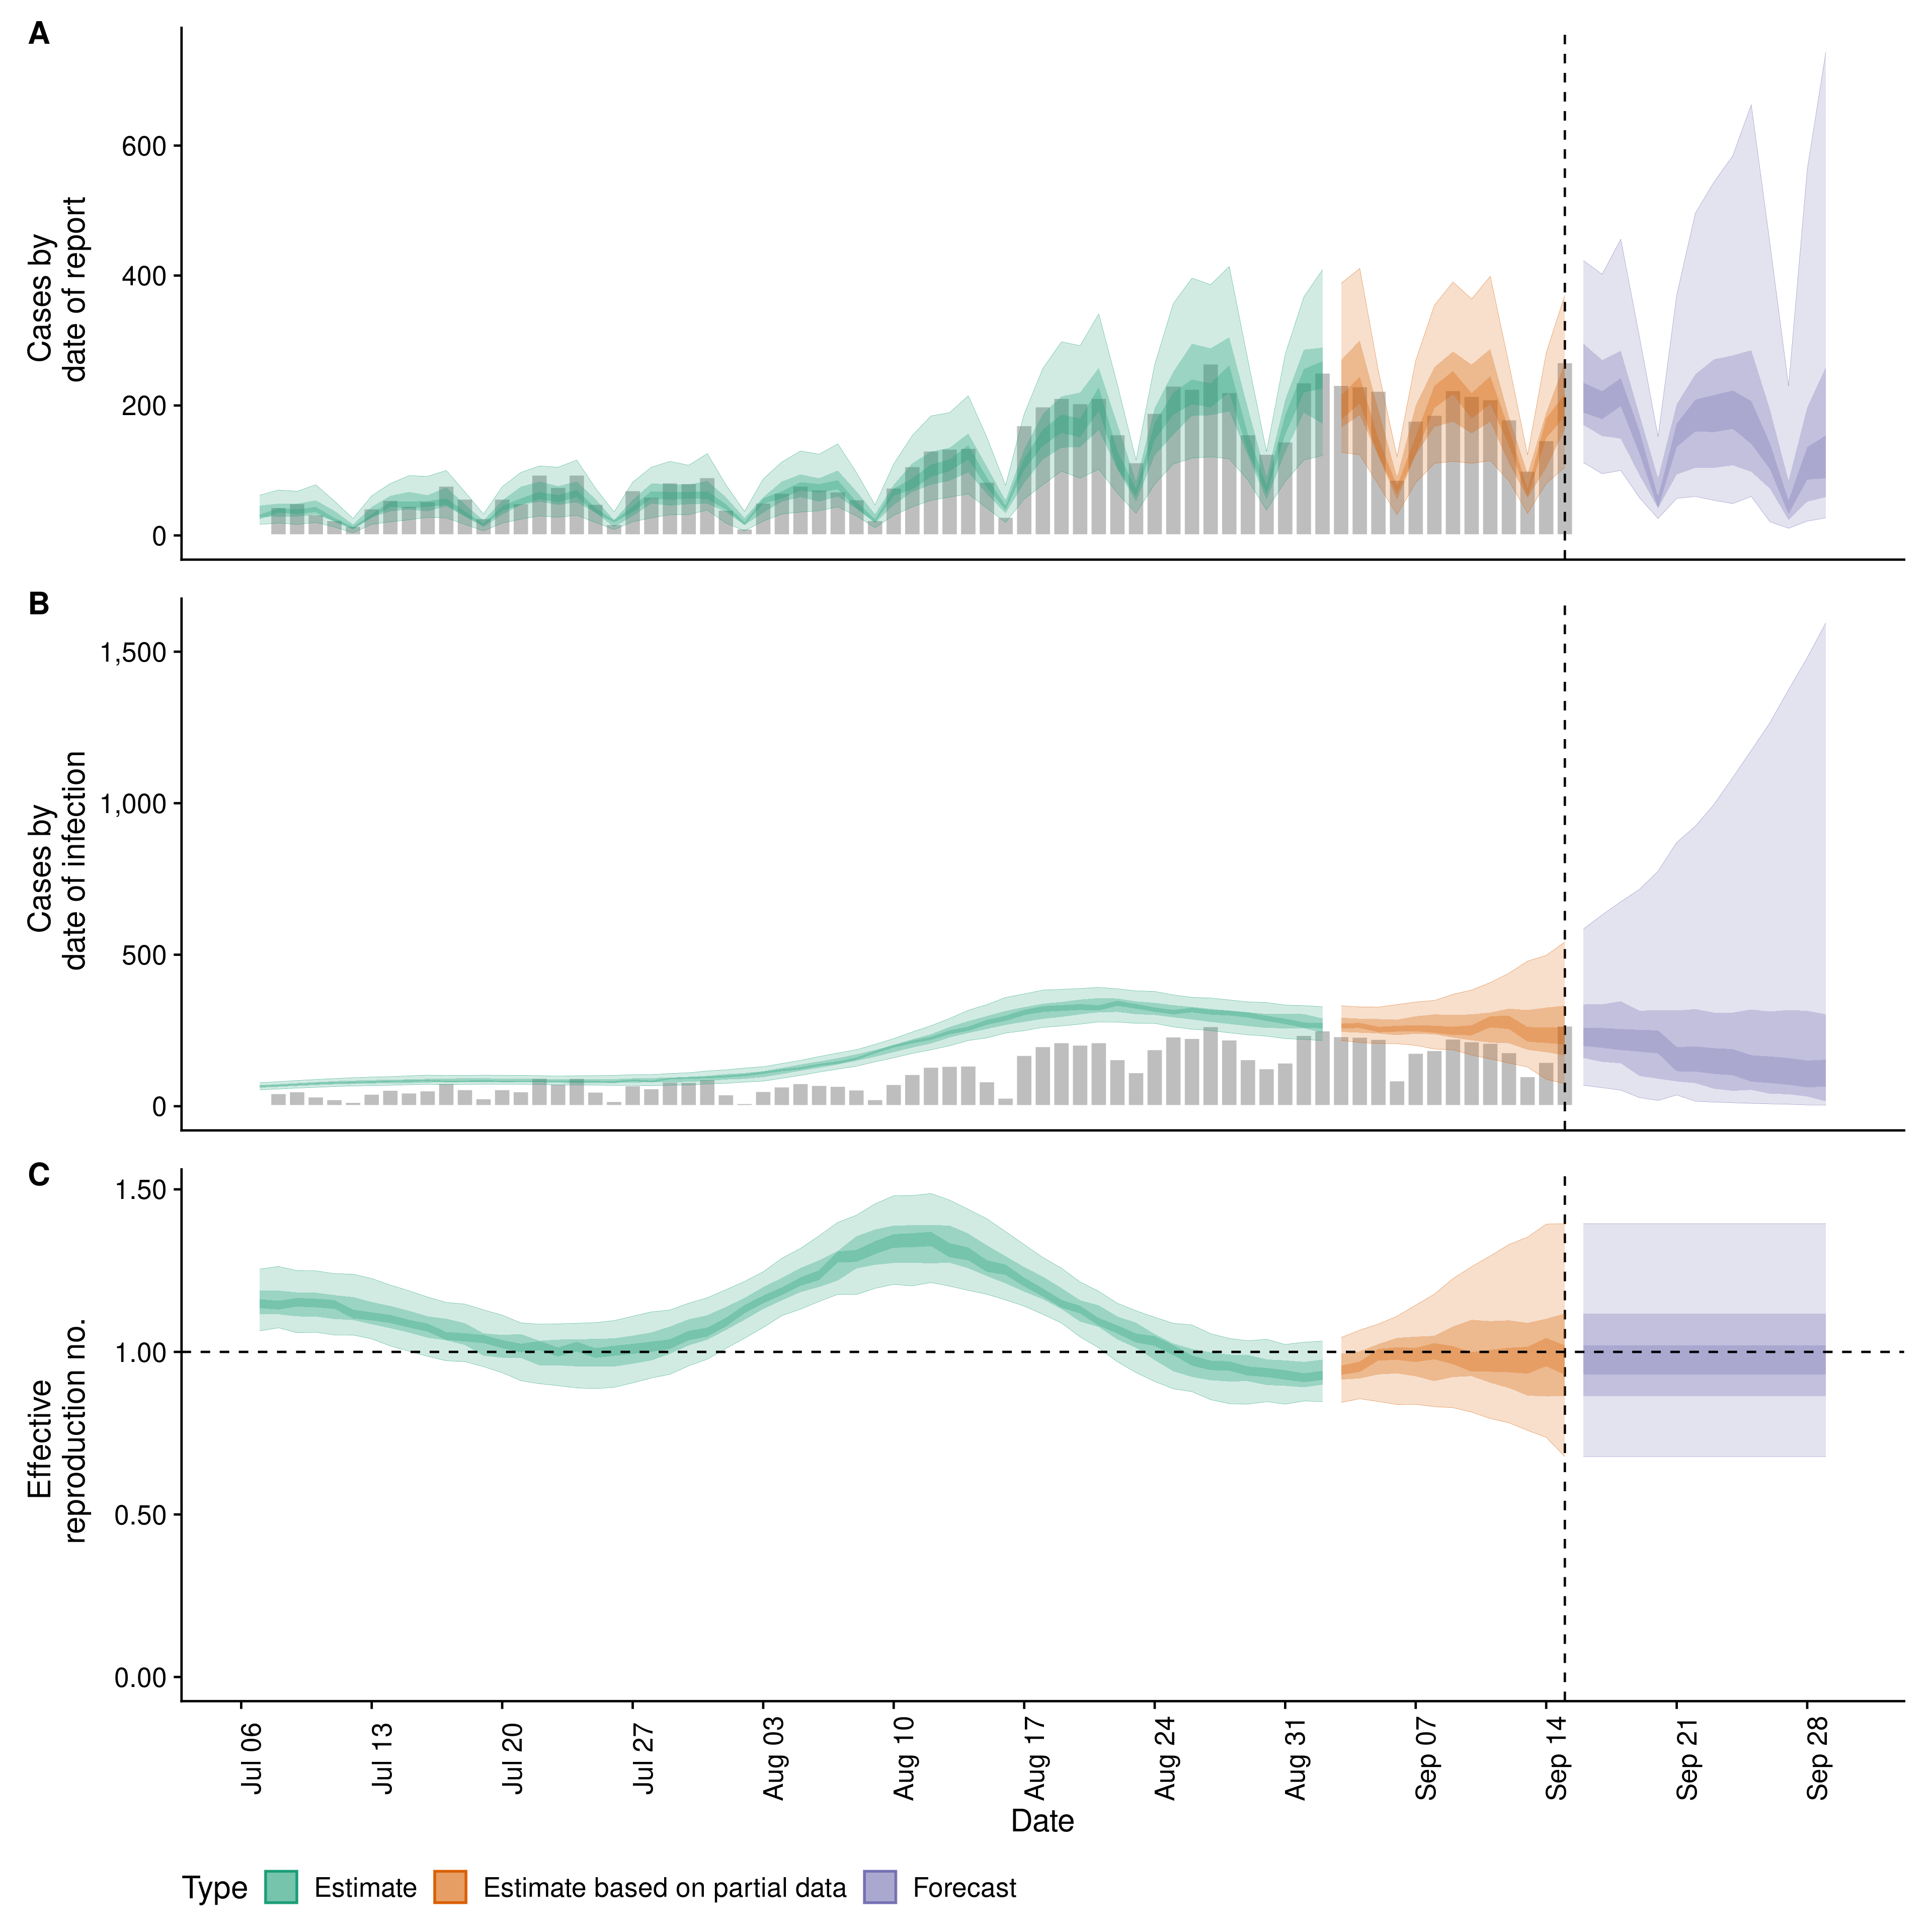 A
Cases by
date of report
600
400
200
0
B
Cases by
date of infection
1,500
1,000
500
0
C
Effective
reproduction no.
1.50
1.00
0.50
0.00
Jul 06
Jul 13
Jul 20
Jul 27
Aug 03
Aug 10
Aug 17
Aug 24
Aug 31
Sep 07
Sep 14
Sep 21
Sep 28
Date
Type
Estimate
Estimate based on partial data
Forecast